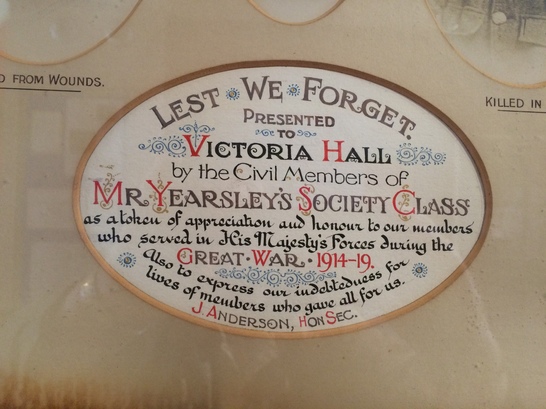 D FROM WOUNDS.
KILLED IN
LEST · WE · FORGET.
PRESENTED
TO
VICTORIA HALL
by the Civil Members of
MR. YEARSLEY'S SOCIETY CLASS
as a token of appreciation and honour to our members
who served in His Majesty's Forces during the
GREAT · WAR · 1914-19.
Also to express our indebtedness for
lives of members who gave all for us.
J. ANDERSON, HON SEC.